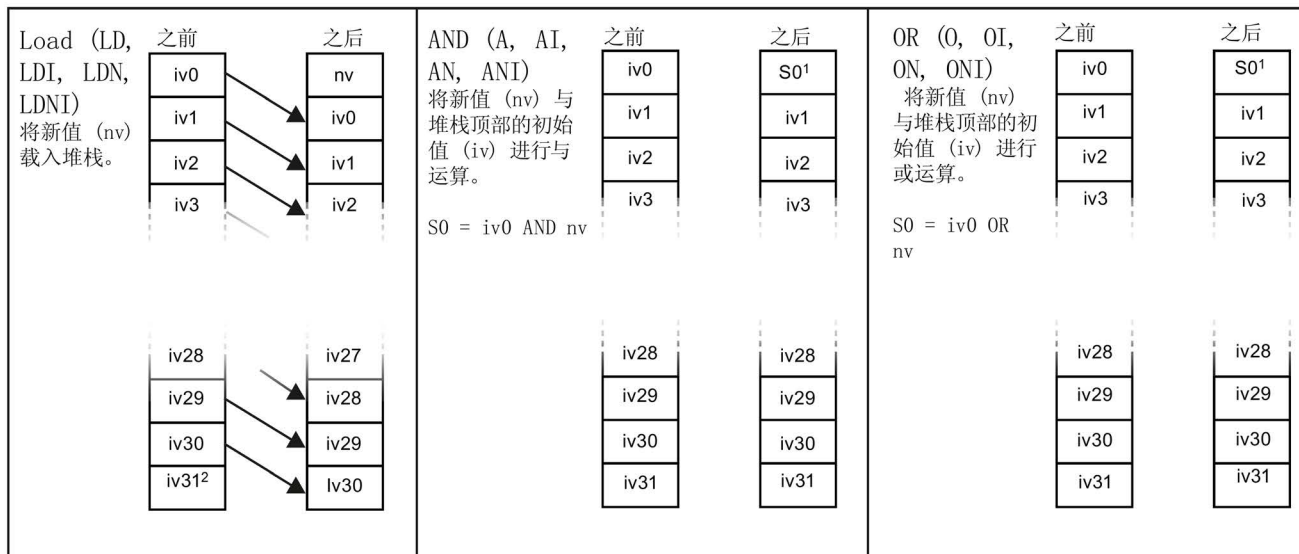 Load (LD,
LDI, LDN,
LDNI)
将新值 (nv)
载入堆栈。
之前
iv0
iv1
iv2
iv3
iv28
iv29
iv30
iv31²
之后
nv
iv0
iv1
iv2
iv27
iv28
iv29
Iv30
AND (A, AI,
AN, ANI)
将新值 (nv) 与
堆栈顶部的初始
值 (iv) 进行与
运算。
S0 = iv0 AND nv
之前
iv0
iv1
iv2
iv3
iv28
iv29
iv30
iv31
之后
S0¹
iv1
iv2
iv3
iv28
iv29
iv30
iv31
OR (O, OI,
ON, ONI)
将新值 (nv)
与堆栈顶部的初
始值 (iv) 进行
或运算。
S0 = iv0 OR
nv
之前
iv0
iv1
iv2
iv3
iv28
iv29
iv30
iv31
之后
S0¹
iv1
iv2
iv3
iv28
iv29
iv30
iv31